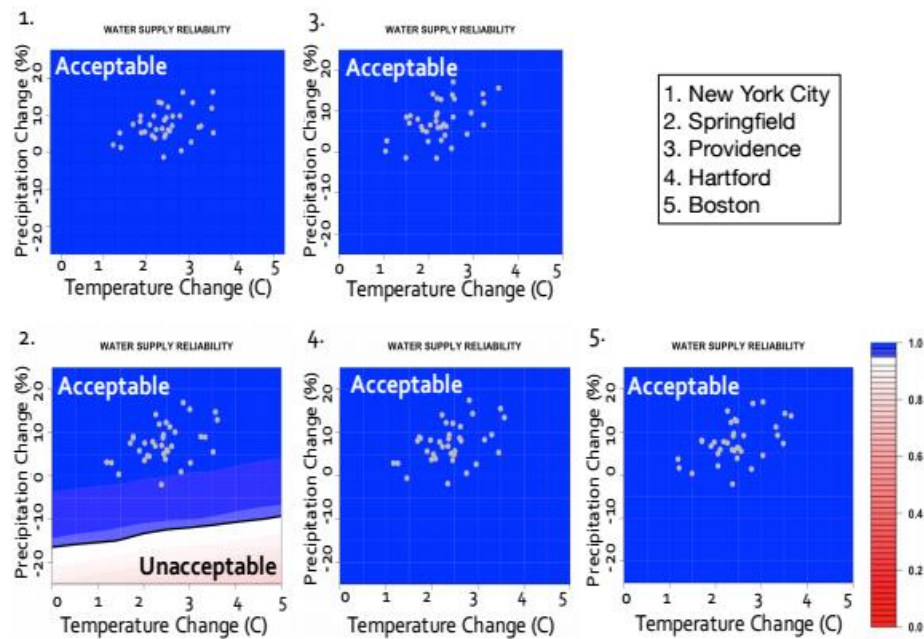 1.
WATER SUPPLY RELIABILITY
Acceptable
Precipitation Change (%)
20
10
0
-10
-20
0 1 2 3 4 5
Temperature Change (C)
3.
WATER SUPPLY RELIABILITY
Acceptable
Precipitation Change (%)
20
10
0
-10
-20
0 1 2 3 4 5
Temperature Change (C)
1. New York City
2. Springfield
3. Providence
4. Hartford
5. Boston
2.
WATER SUPPLY RELIABILITY
Acceptable
Unacceptable
Precipitation Change (%)
20
10
0
-10
-20
0 1 2 3 4 5
Temperature Change (C)
4.
WATER SUPPLY RELIABILITY
Acceptable
Precipitation Change (%)
20
10
0
-10
-20
0 1 2 3 4 5
Temperature Change (C)
5.
WATER SUPPLY RELIABILITY
Acceptable
Precipitation Change (%)
20
10
0
-10
-20
0 1 2 3 4 5
Temperature Change (C)
1.0
0.8
0.6
0.4
0.2
0.0